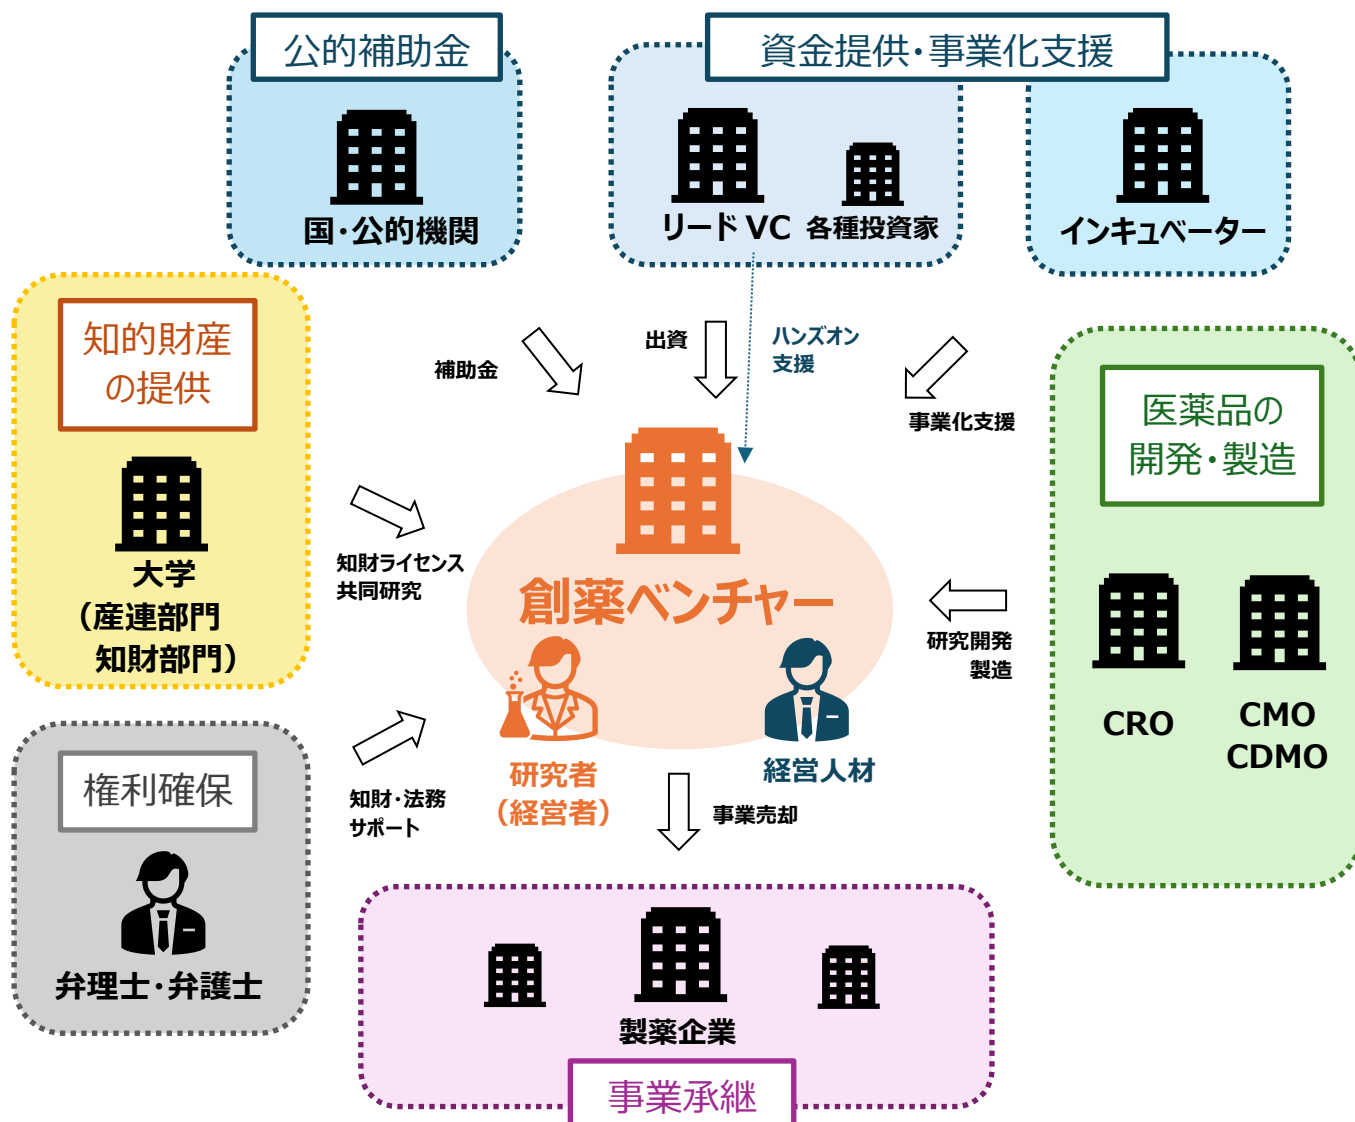 公的補助金
資金提供・事業化支援
国・公的機関
リード VC
各種投資家
インキュベーター
知的財産
の提供
大学
（産連部門
知財部門）
補助金
出資
ハンズオン
支援
事業化支援
医薬品の
開発・製造
知財ライセンス
共同研究
創薬ベンチャー
研究開発
製造
CRO
CMO
CDMO
研究者
（経営者）
経営人材
権利確保
弁理士・弁護士
知財・法務
サポート
事業売却
製薬企業
事業承継